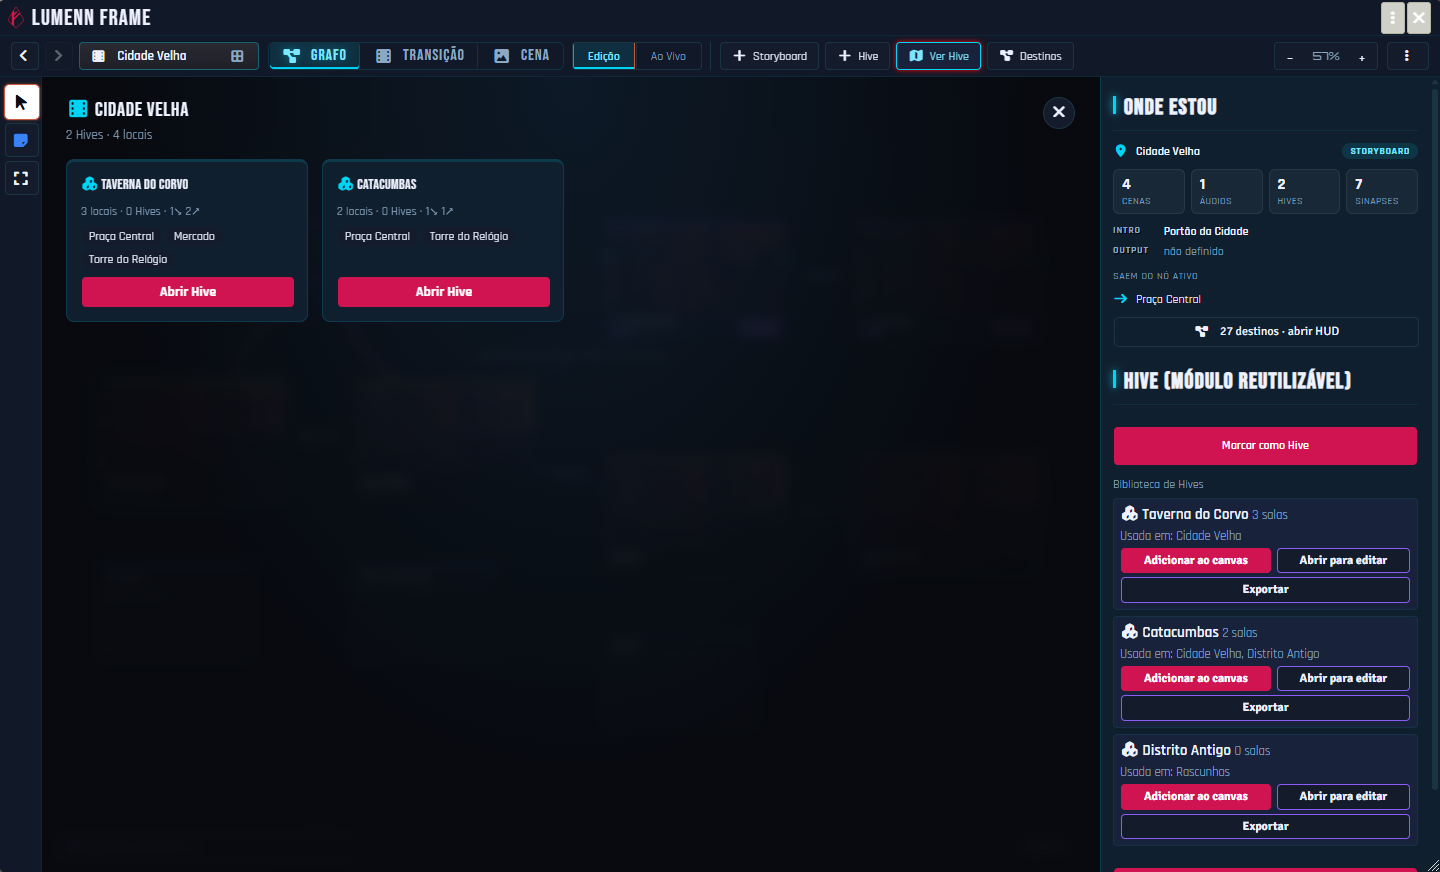 LUMENN FRAME
Cidade Velha
GRAFO
TRANSIÇÃO
CENA
Edição
Ao Vivo
+ Storyboard
+ Hive
Ver Hive
Destinos
- 57% +
CIDADE VELHA
2 Hives · 4 locais
TAVERNA DO CORVO
3 locais · 0 Hives · 1↘ 2↗
Praça Central Mercado
Torre do Relógio
Abrir Hive
CATACUMBAS
2 locais · 0 Hives · 1↘ 1↗
Praça Central Torre do Relógio
Abrir Hive
ONDE ESTOU
Cidade Velha STORYBOARD
4 CENAS
1 ÁUDIOS
2 HIVES
7 SINAPSES
INTRO Portão da Cidade
OUTPUT não definido
SAEM DO NÓ ATIVO
→ Praça Central
27 destinos · abrir HUD
HIVE (MÓDULO REUTILIZÁVEL)
Marcar como Hive
Biblioteca de Hives
Taverna do Corvo 3 salas
Usada em: Cidade Velha
Adicionar ao canvas Abrir para editar
Exportar
Catacumbas 2 salas
Usada em: Cidade Velha, Distrito Antigo
Adicionar ao canvas Abrir para editar
Exportar
Distrito Antigo 0 salas
Usada em: Rascunhos
Adicionar ao canvas Abrir para editar
Exportar